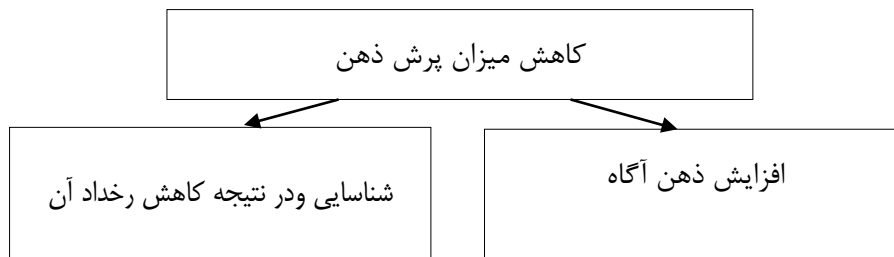 کاهش میزان پرش ذهن
افزایش ذهن آگاه
شناسایی ودر نتیجه کاهش رخداد آن